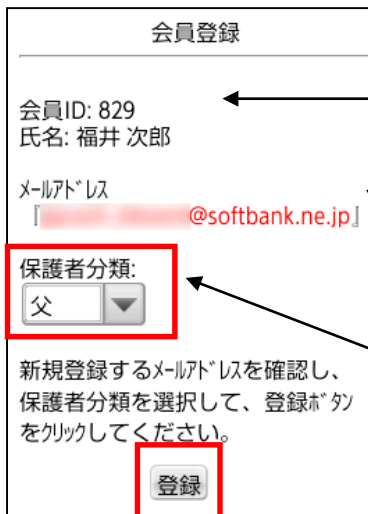 会員登録
会員ID: 829
氏名: 福井 次郎
ﾒｰﾙｱﾄﾞﾚｽ
『@softbank.ne.jp』
保護者分類:
父
新規登録するﾒｰﾙｱﾄﾞﾚｽを確認し、
保護者分類を選択して、登録ﾎﾞﾀﾝ
をｸﾘｯｸしてください。
登録